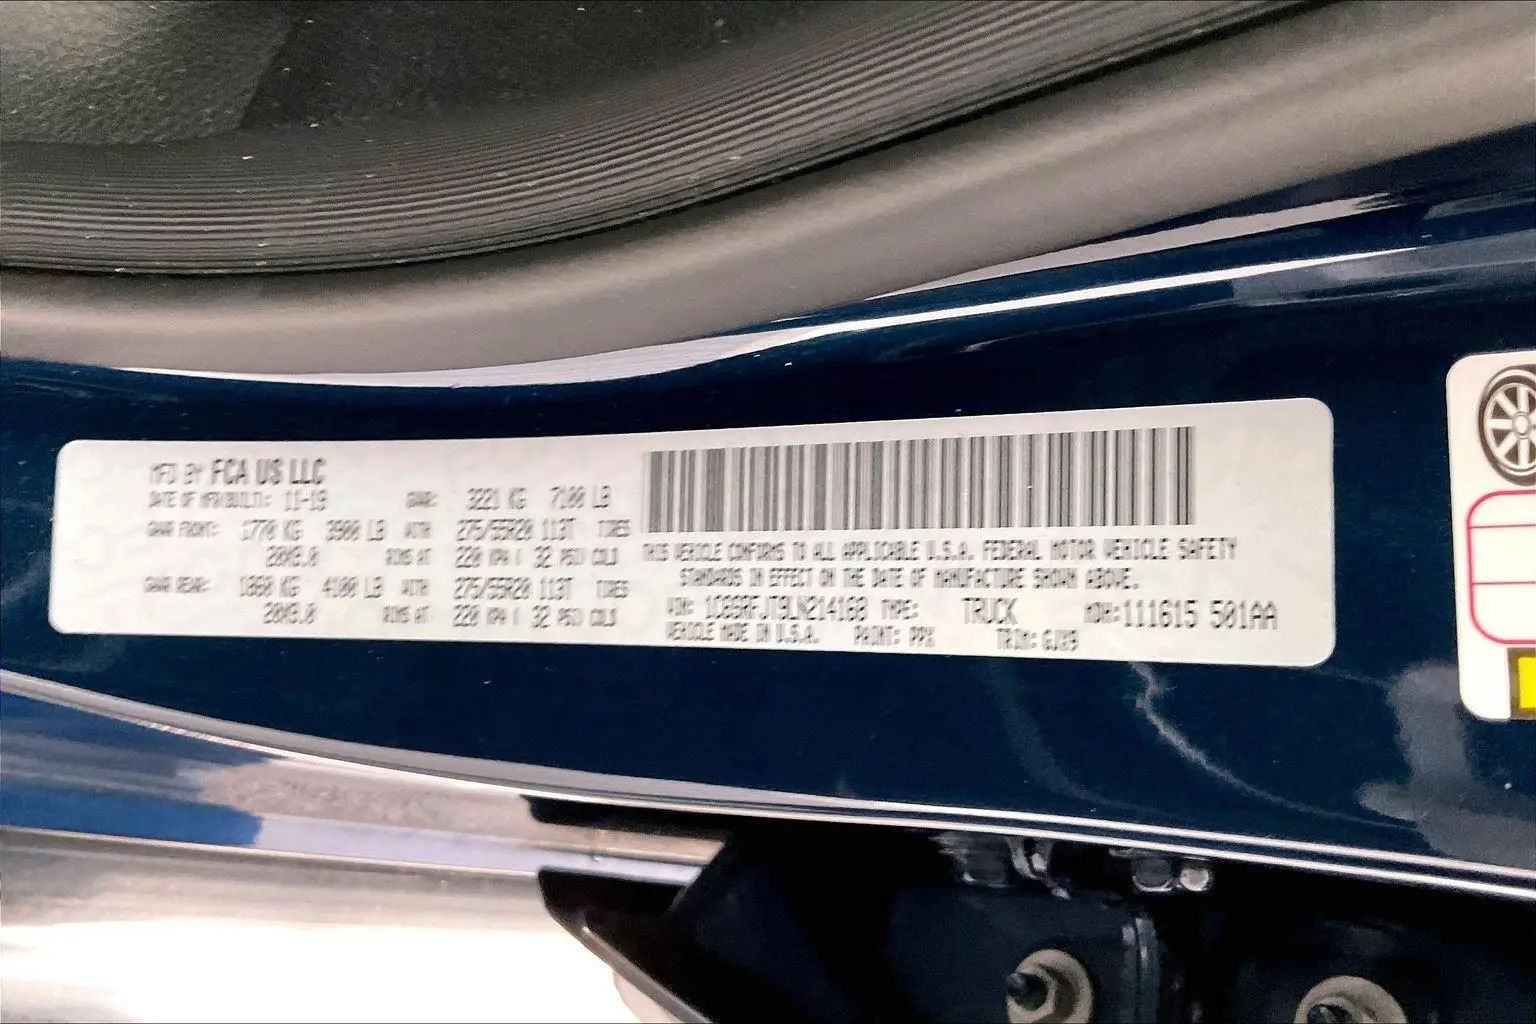 MFD BY FCA US LLC
DATE OF MFR/BUILT: 11-19 GVWR: 3221 KG 7100 LB
GAWR FRONT: 1770 KG 3900 LB WITH 275/55R20 113T TIRES
20X9.0 RIMS AT 220 KPA ( 32 PSI) COLD
GAWR REAR: 1860 KG 4100 LB WITH 275/55R20 113T TIRES
20X9.0 RIMS AT 220 KPA ( 32 PSI) COLD
THIS VEHICLE CONFORMS TO ALL APPLICABLE U.S.A. FEDERAL MOTOR VEHICLE SAFETY
STANDARDS IN EFFECT ON THE DATE OF MANUFACTURE SHOWN ABOVE.
VIN: TYPE: TRUCK MDH:111615 501AA
VEHICLE MADE IN U.S.A. PAINT: PPX TRIM: